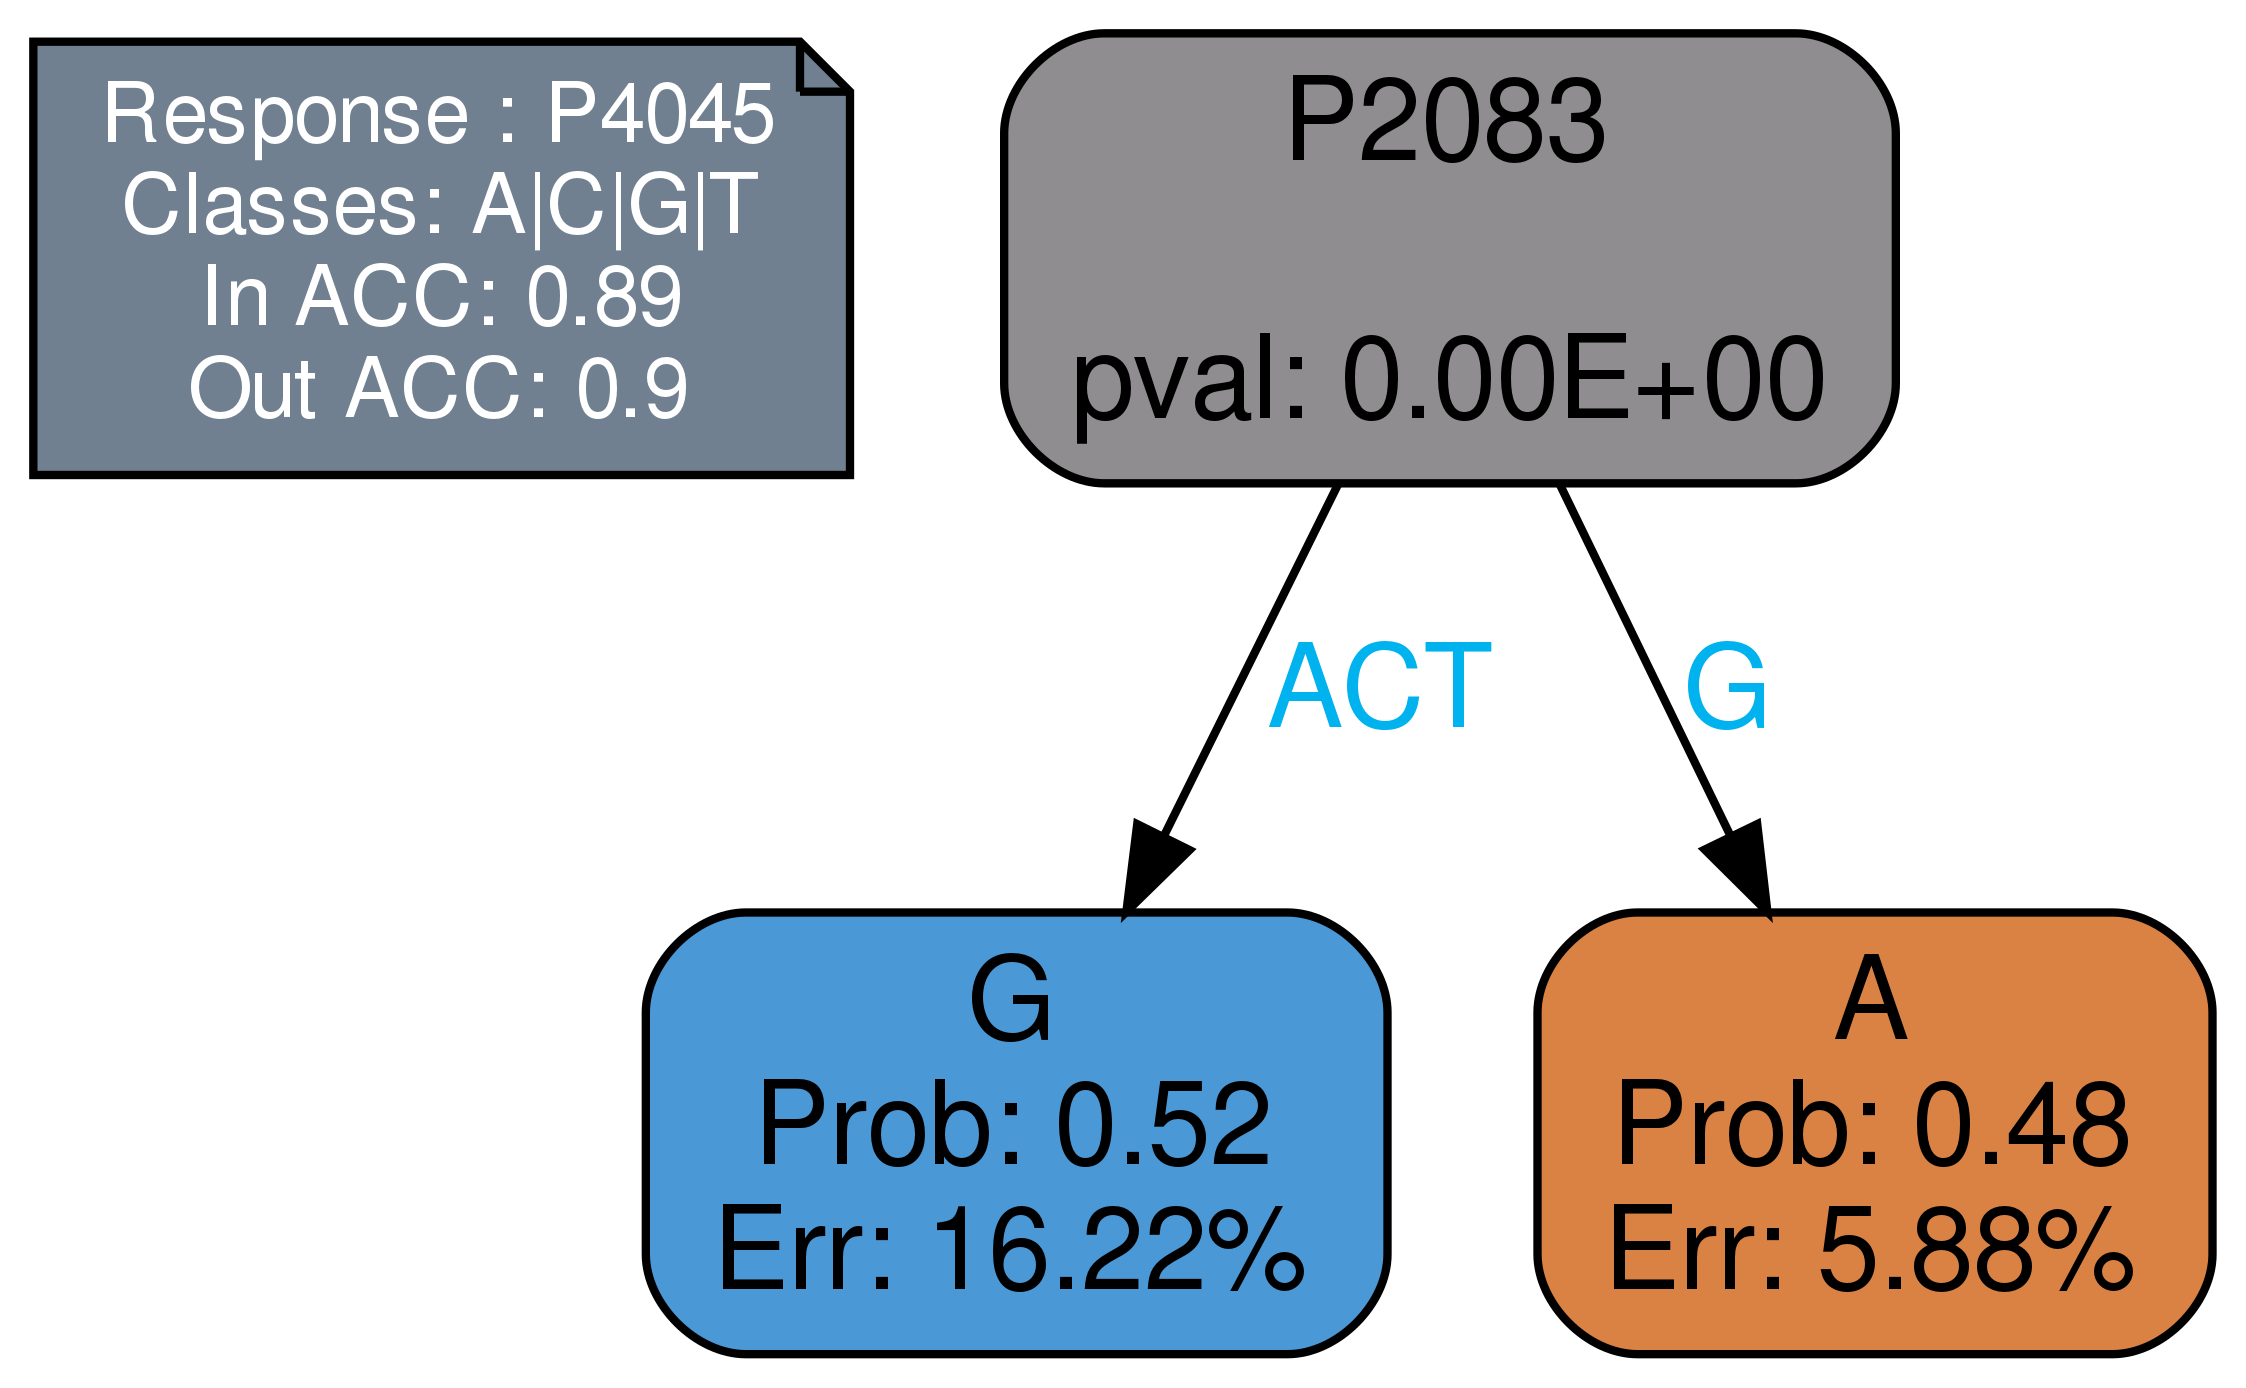 Response : P4045
Classes: A|C|G|T
In ACC: 0.89
Out ACC: 0.9
P2083
pval: 0.00E+00
ACT
G
G
Prob: 0.52
Err: 16.22%
A
Prob: 0.48
Err: 5.88%